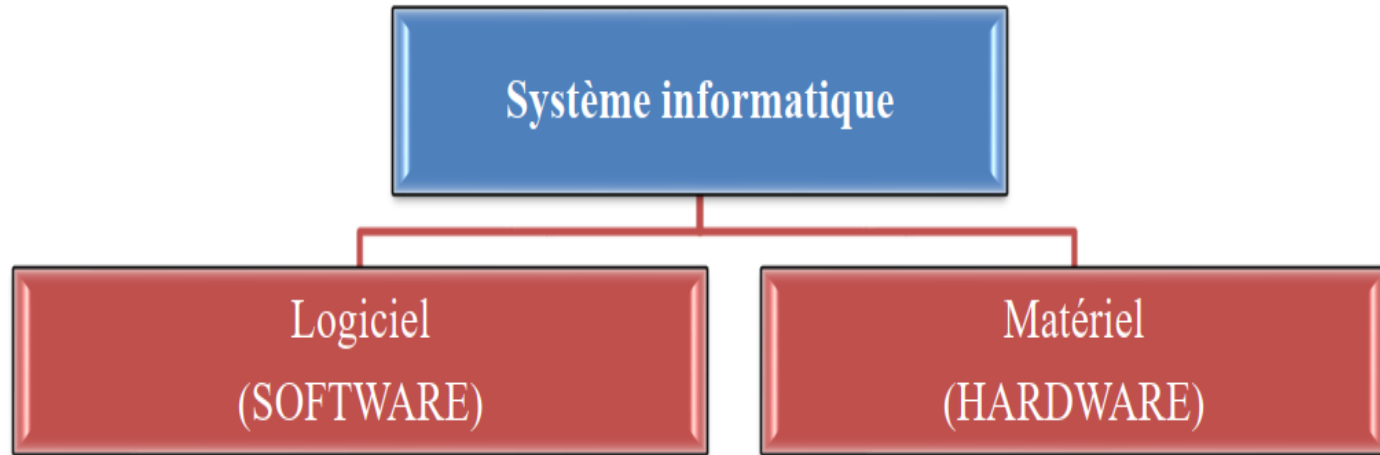 Système informatique
Logiciel
(SOFTWARE)
Matériel
(HARDWARE)